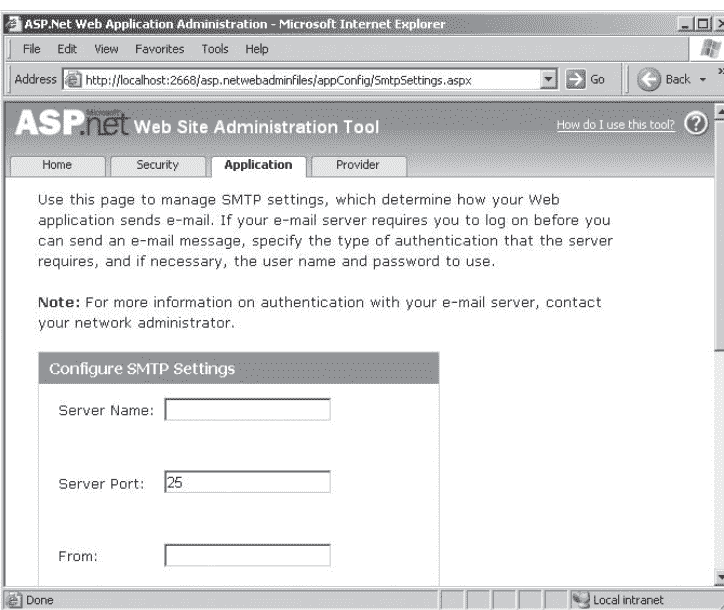 ASP.Net Web Application Administration - Microsoft Internet Explorer
File Edit View Favorites Tools Help
Address http://localhost:2668/asp.netwebadminfiles/appConfig/SmtpSettings.aspx Go Back »
Microsoft
ASP.net Web Site Administration Tool How do I use this tool? ?
Home Security Application Provider
Use this page to manage SMTP settings, which determine how your Web
application sends e-mail. If your e-mail server requires you to log on before you
can send an e-mail message, specify the type of authentication that the server
requires, and if necessary, the user name and password to use.
Note: For more information on authentication with your e-mail server, contact
your network administrator.
Configure SMTP Settings
Server Name:
Server Port: 25
From:
Done Local intranet